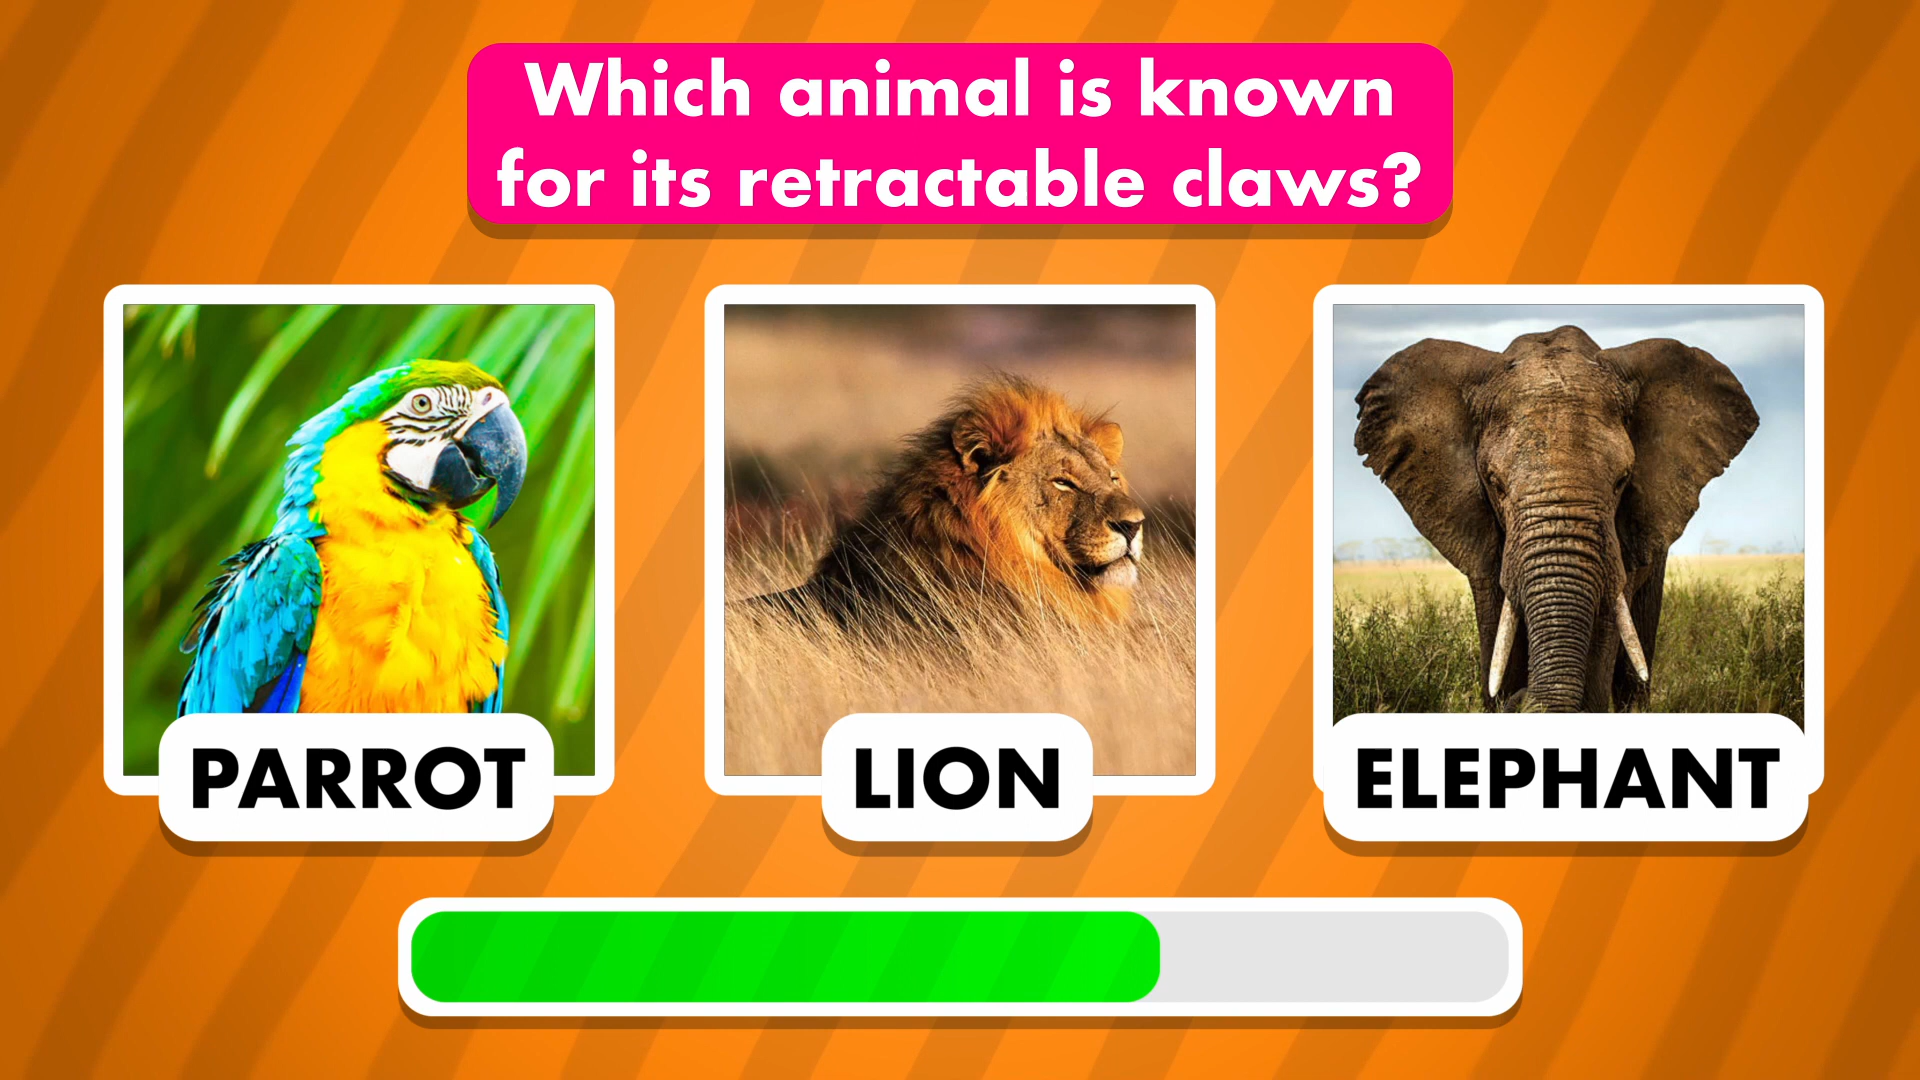 Which animal is known
for its retractable claws?
PARROT
LION
ELEPHANT